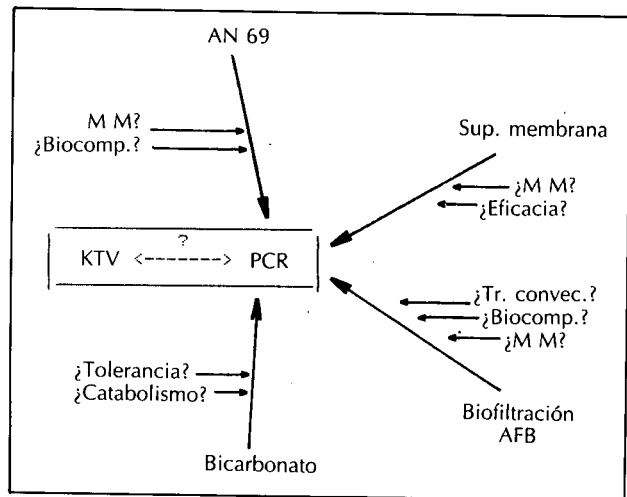 AN 69
M M?
¿Biocomp.?
Sup. membrana
¿M M?
¿Eficacia?
?
KTV <-----> PCR
¿Tr. convec.?
¿Biocomp.?
¿M M?
¿Tolerancia?
¿Catabolismo?
Biofiltración
AFB
Bicarbonato